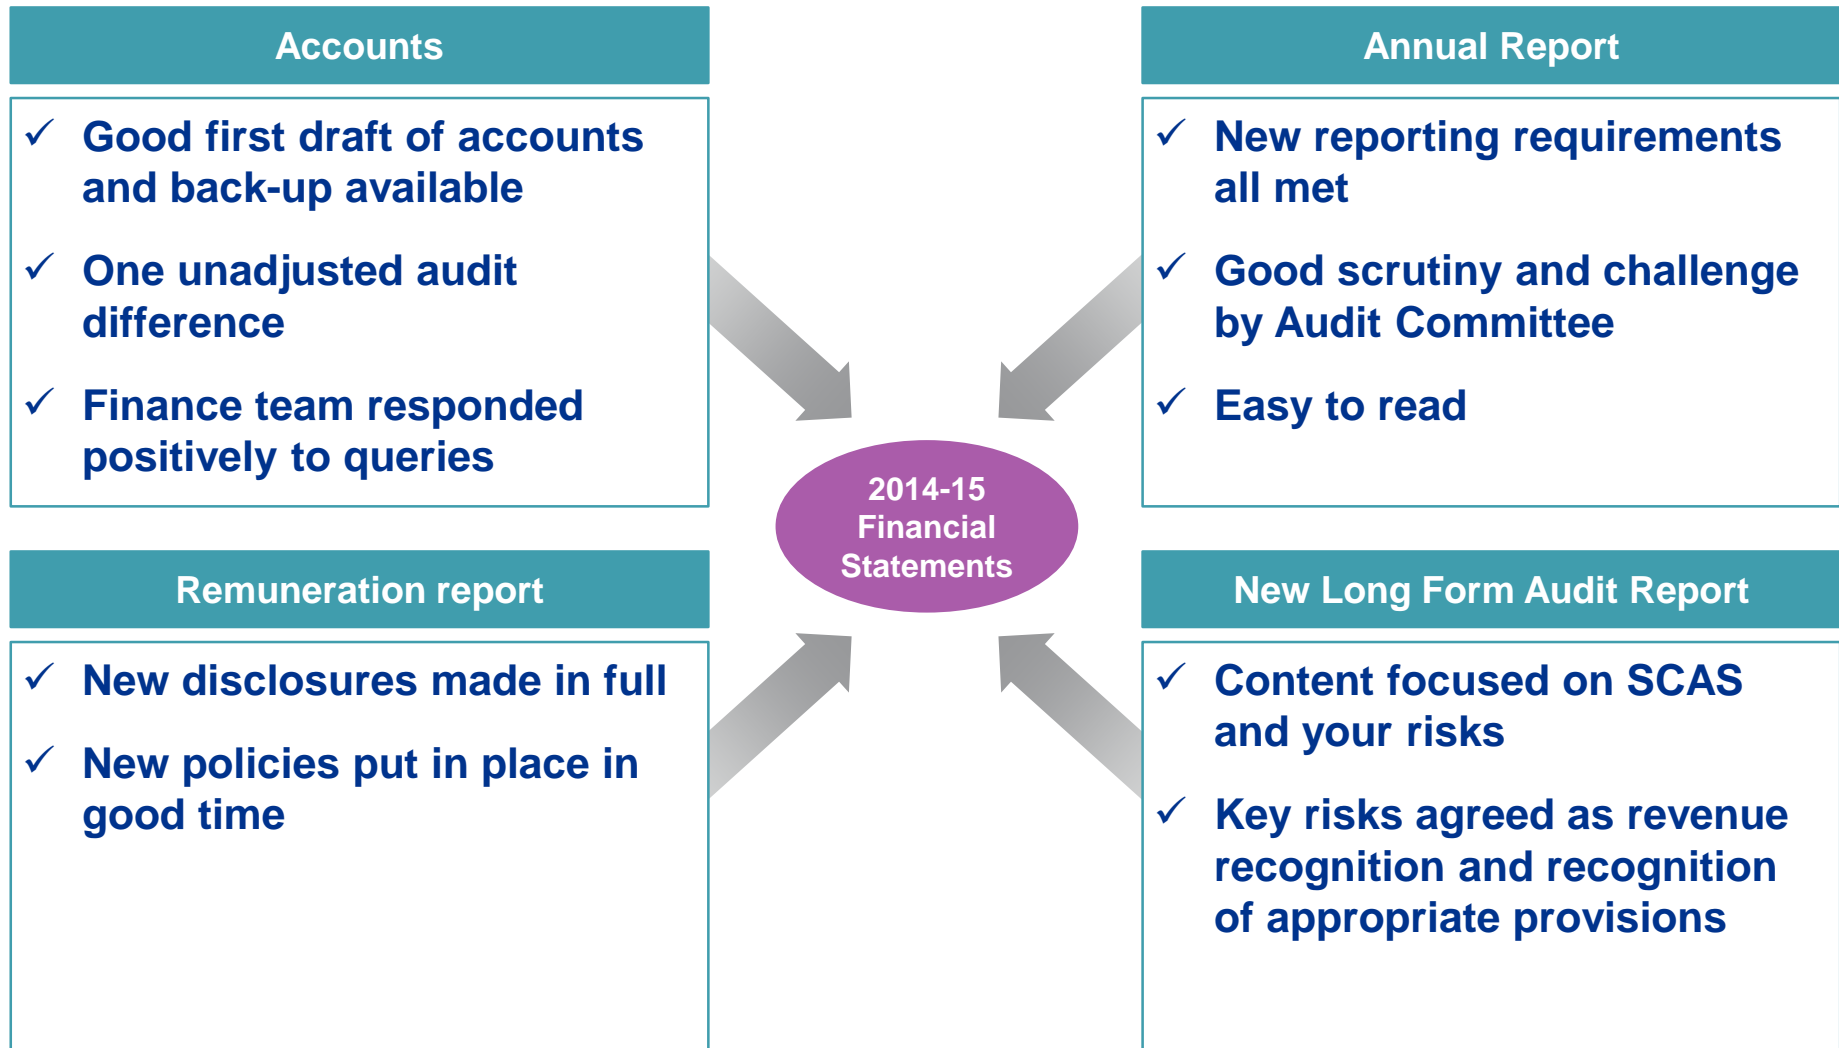 Accounts
✓ Good first draft of accounts
and back-up available
✓ One unadjusted audit
difference
✓ Finance team responded
positively to queries
Annual Report
✓ New reporting requirements
all met
✓ Good scrutiny and challenge
by Audit Committee
✓ Easy to read
2014-15
Financial
Statements
Remuneration report
✓ New disclosures made in full
✓ New policies put in place in
good time
New Long Form Audit Report
✓ Content focused on SCAS
and your risks
✓ Key risks agreed as revenue
recognition and recognition
of appropriate provisions